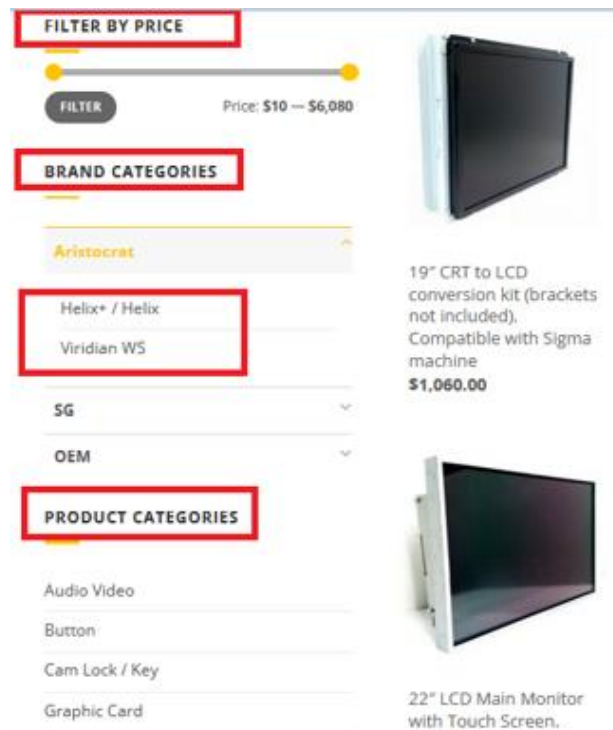 FILTER BY PRICE
FILTER
Price: $10 — $6,080
BRAND CATEGORIES
Aristocrat
Helix+ / Helix
Viridian WS
SG
OEM
PRODUCT CATEGORIES
Audio Video
Button
Cam Lock / Key
Graphic Card
19″ CRT to LCD
conversion kit (brackets
not included).
Compatible with Sigma
machine
$1,060.00
22″ LCD Main Monitor
with Touch Screen.